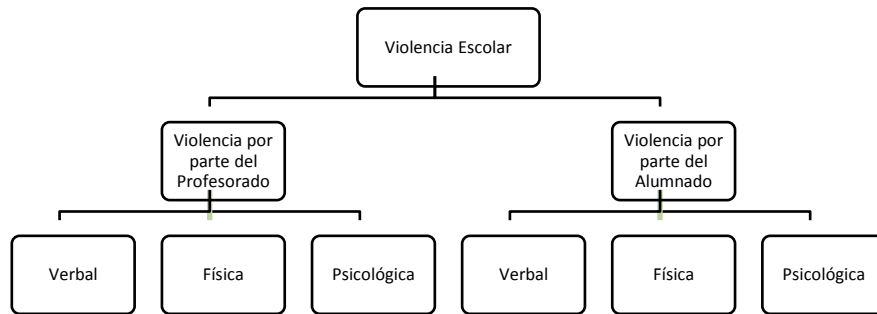 Violencia Escolar
Violencia por
parte del
Profesorado
Violencia por
parte del
Alumnado
Verbal
Física
Psicológica
Verbal
Física
Psicológica